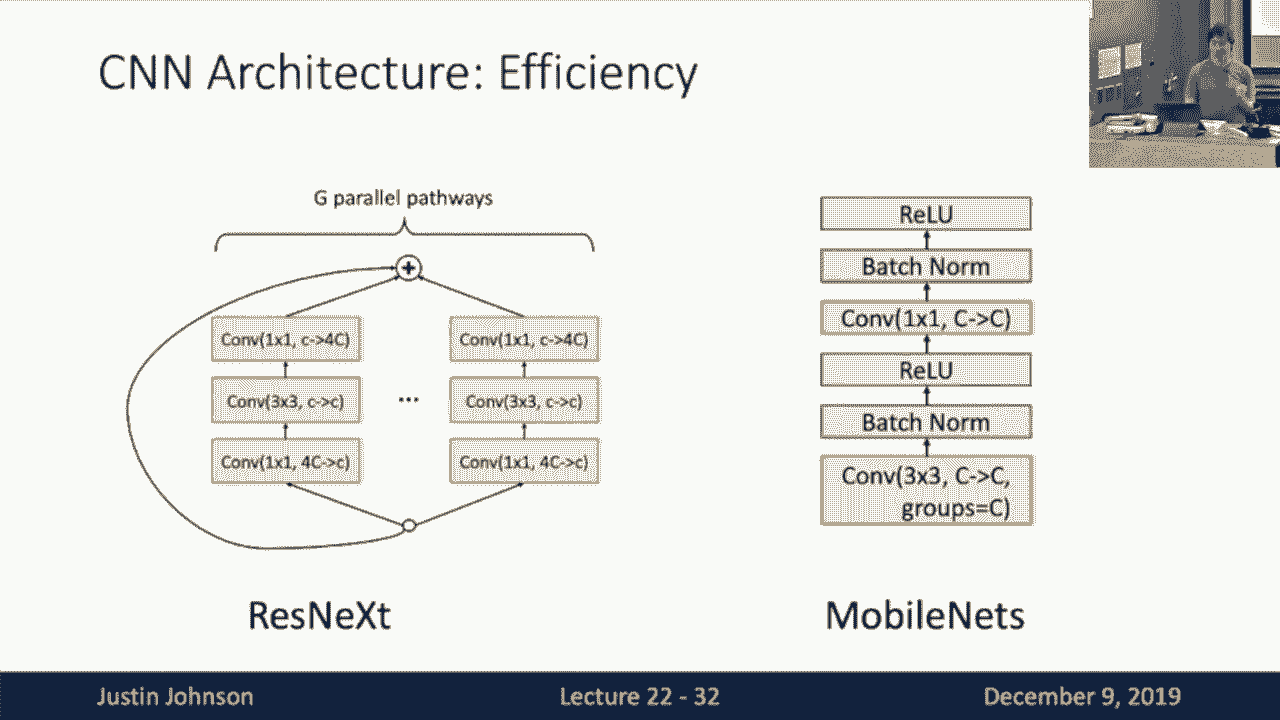 CNN Architecture: Efficiency
G parallel pathways
+
Conv(1x1, c->4C)
Conv(3x3, c->c)
Conv(1x1, 4C->c)
...
Conv(1x1, c->4C)
Conv(3x3, c->c)
Conv(1x1, 4C->c)
ResNeXt
ReLU
Batch Norm
Conv(1x1, C->C)
ReLU
Batch Norm
Conv(3x3, C->C,
groups=C)
MobileNets
Justin Johnson
Lecture 22 - 32
December 9, 2019